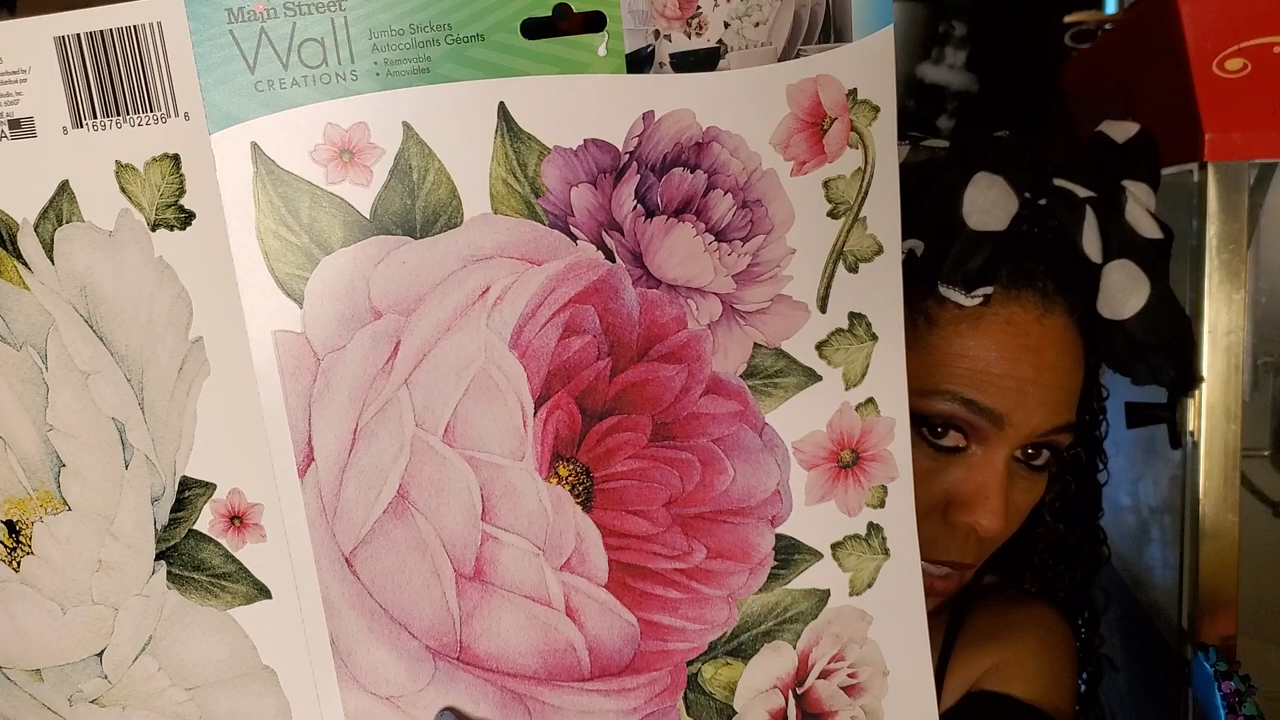 Main Street
Wall
CREATIONS
Jumbo Stickers
Autocollants Géants
• Removable
• Amovibles
8 16976 02296 6